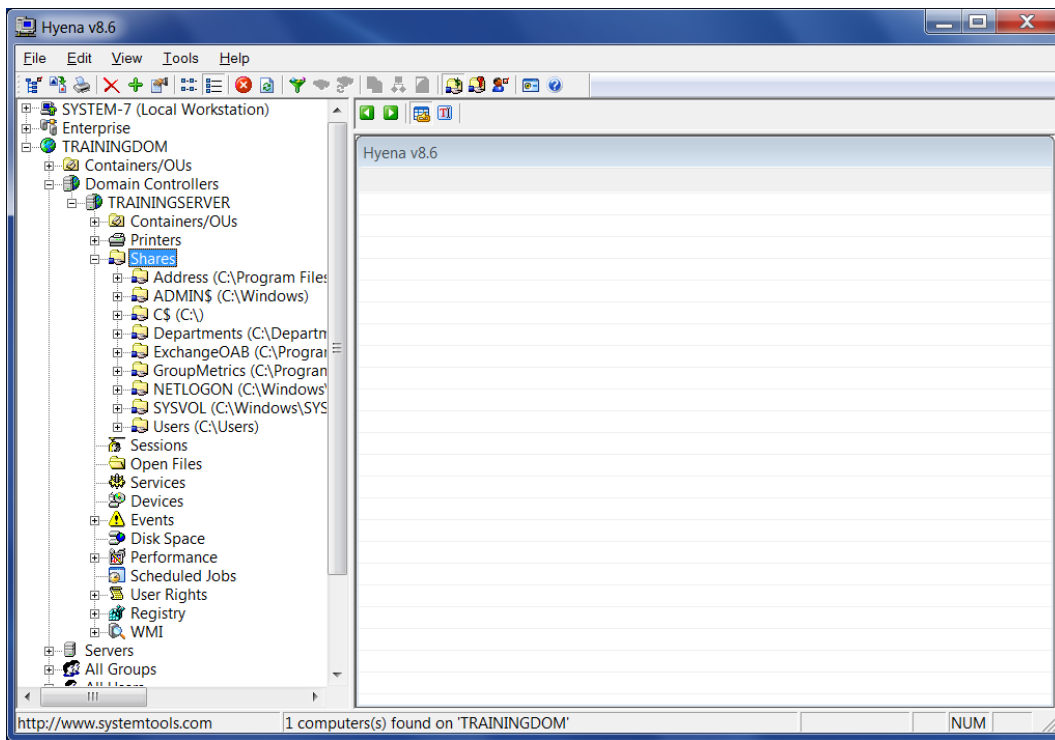 Hyena v8.6
File Edit View Tools Help
SYSTEM-7 (Local Workstation)
Enterprise
TRAININGDOM
Hyena v8.6
Containers/OUs
Domain Controllers
TRAININGSERVER
Containers/OUs
Printers
Shares
Address (C:\Program Files
ADMIN$ (C:\Windows)
C$ (C:\)
Departments (C:\Departm
ExchangeOAB (C:\Program
GroupMetrics (C:\Program
NETLOGON (C:\Windows\
SYSVOL (C:\Windows\SYS
Users (C:\Users)
Sessions
Open Files
Services
Devices
Events
Disk Space
Performance
Scheduled Jobs
User Rights
Registry
WMI
Servers
All Groups
http://www.systemtools.com 1 computers(s) found on 'TRAININGDOM' NUM